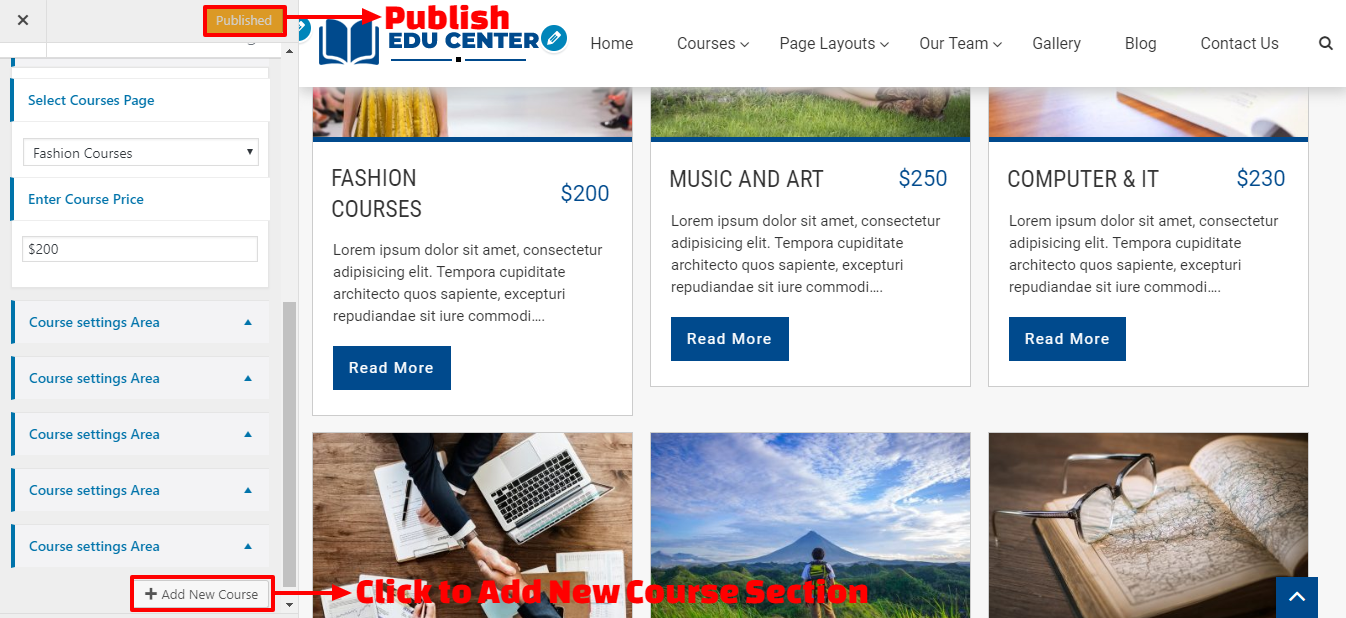 ✕
Published
Publish
Select Courses Page
Fashion Courses
Enter Course Price
$200
Course settings Area
Course settings Area
Course settings Area
Course settings Area
Course settings Area
+ Add New Course
Click to Add New Course Section
EDU CENTER
Home
Courses
Page Layouts
Our Team
Gallery
Blog
Contact Us
FASHION
COURSES
$200
Lorem ipsum dolor sit amet, consectetur
adipisicing elit. Tempora cupiditate
architecto quos sapiente, excepturi
repudiandae sit iure commodi....
Read More
MUSIC AND ART
$250
Lorem ipsum dolor sit amet, consectetur
adipisicing elit. Tempora cupiditate
architecto quos sapiente, excepturi
repudiandae sit iure commodi....
Read More
COMPUTER & IT
$230
Lorem ipsum dolor sit amet, consectetur
adipisicing elit. Tempora cupiditate
architecto quos sapiente, excepturi
repudiandae sit iure commodi....
Read More